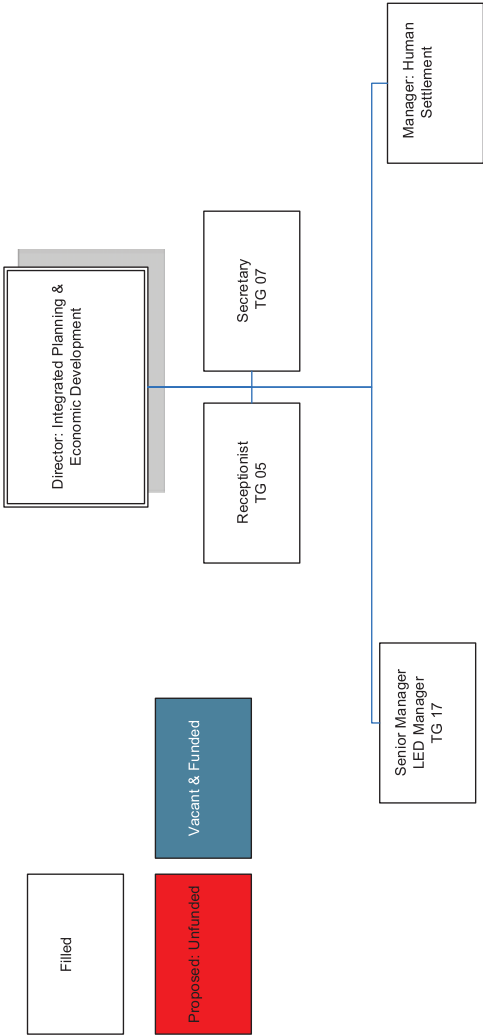 Director: Integrated Planning &
Economic Development
Receptionist
TG 05
Secretary
TG 07
Senior Manager
LED Manager
TG 17
Manager: Human
Settlement
Filled
Proposed: Unfunded
Vacant & Funded